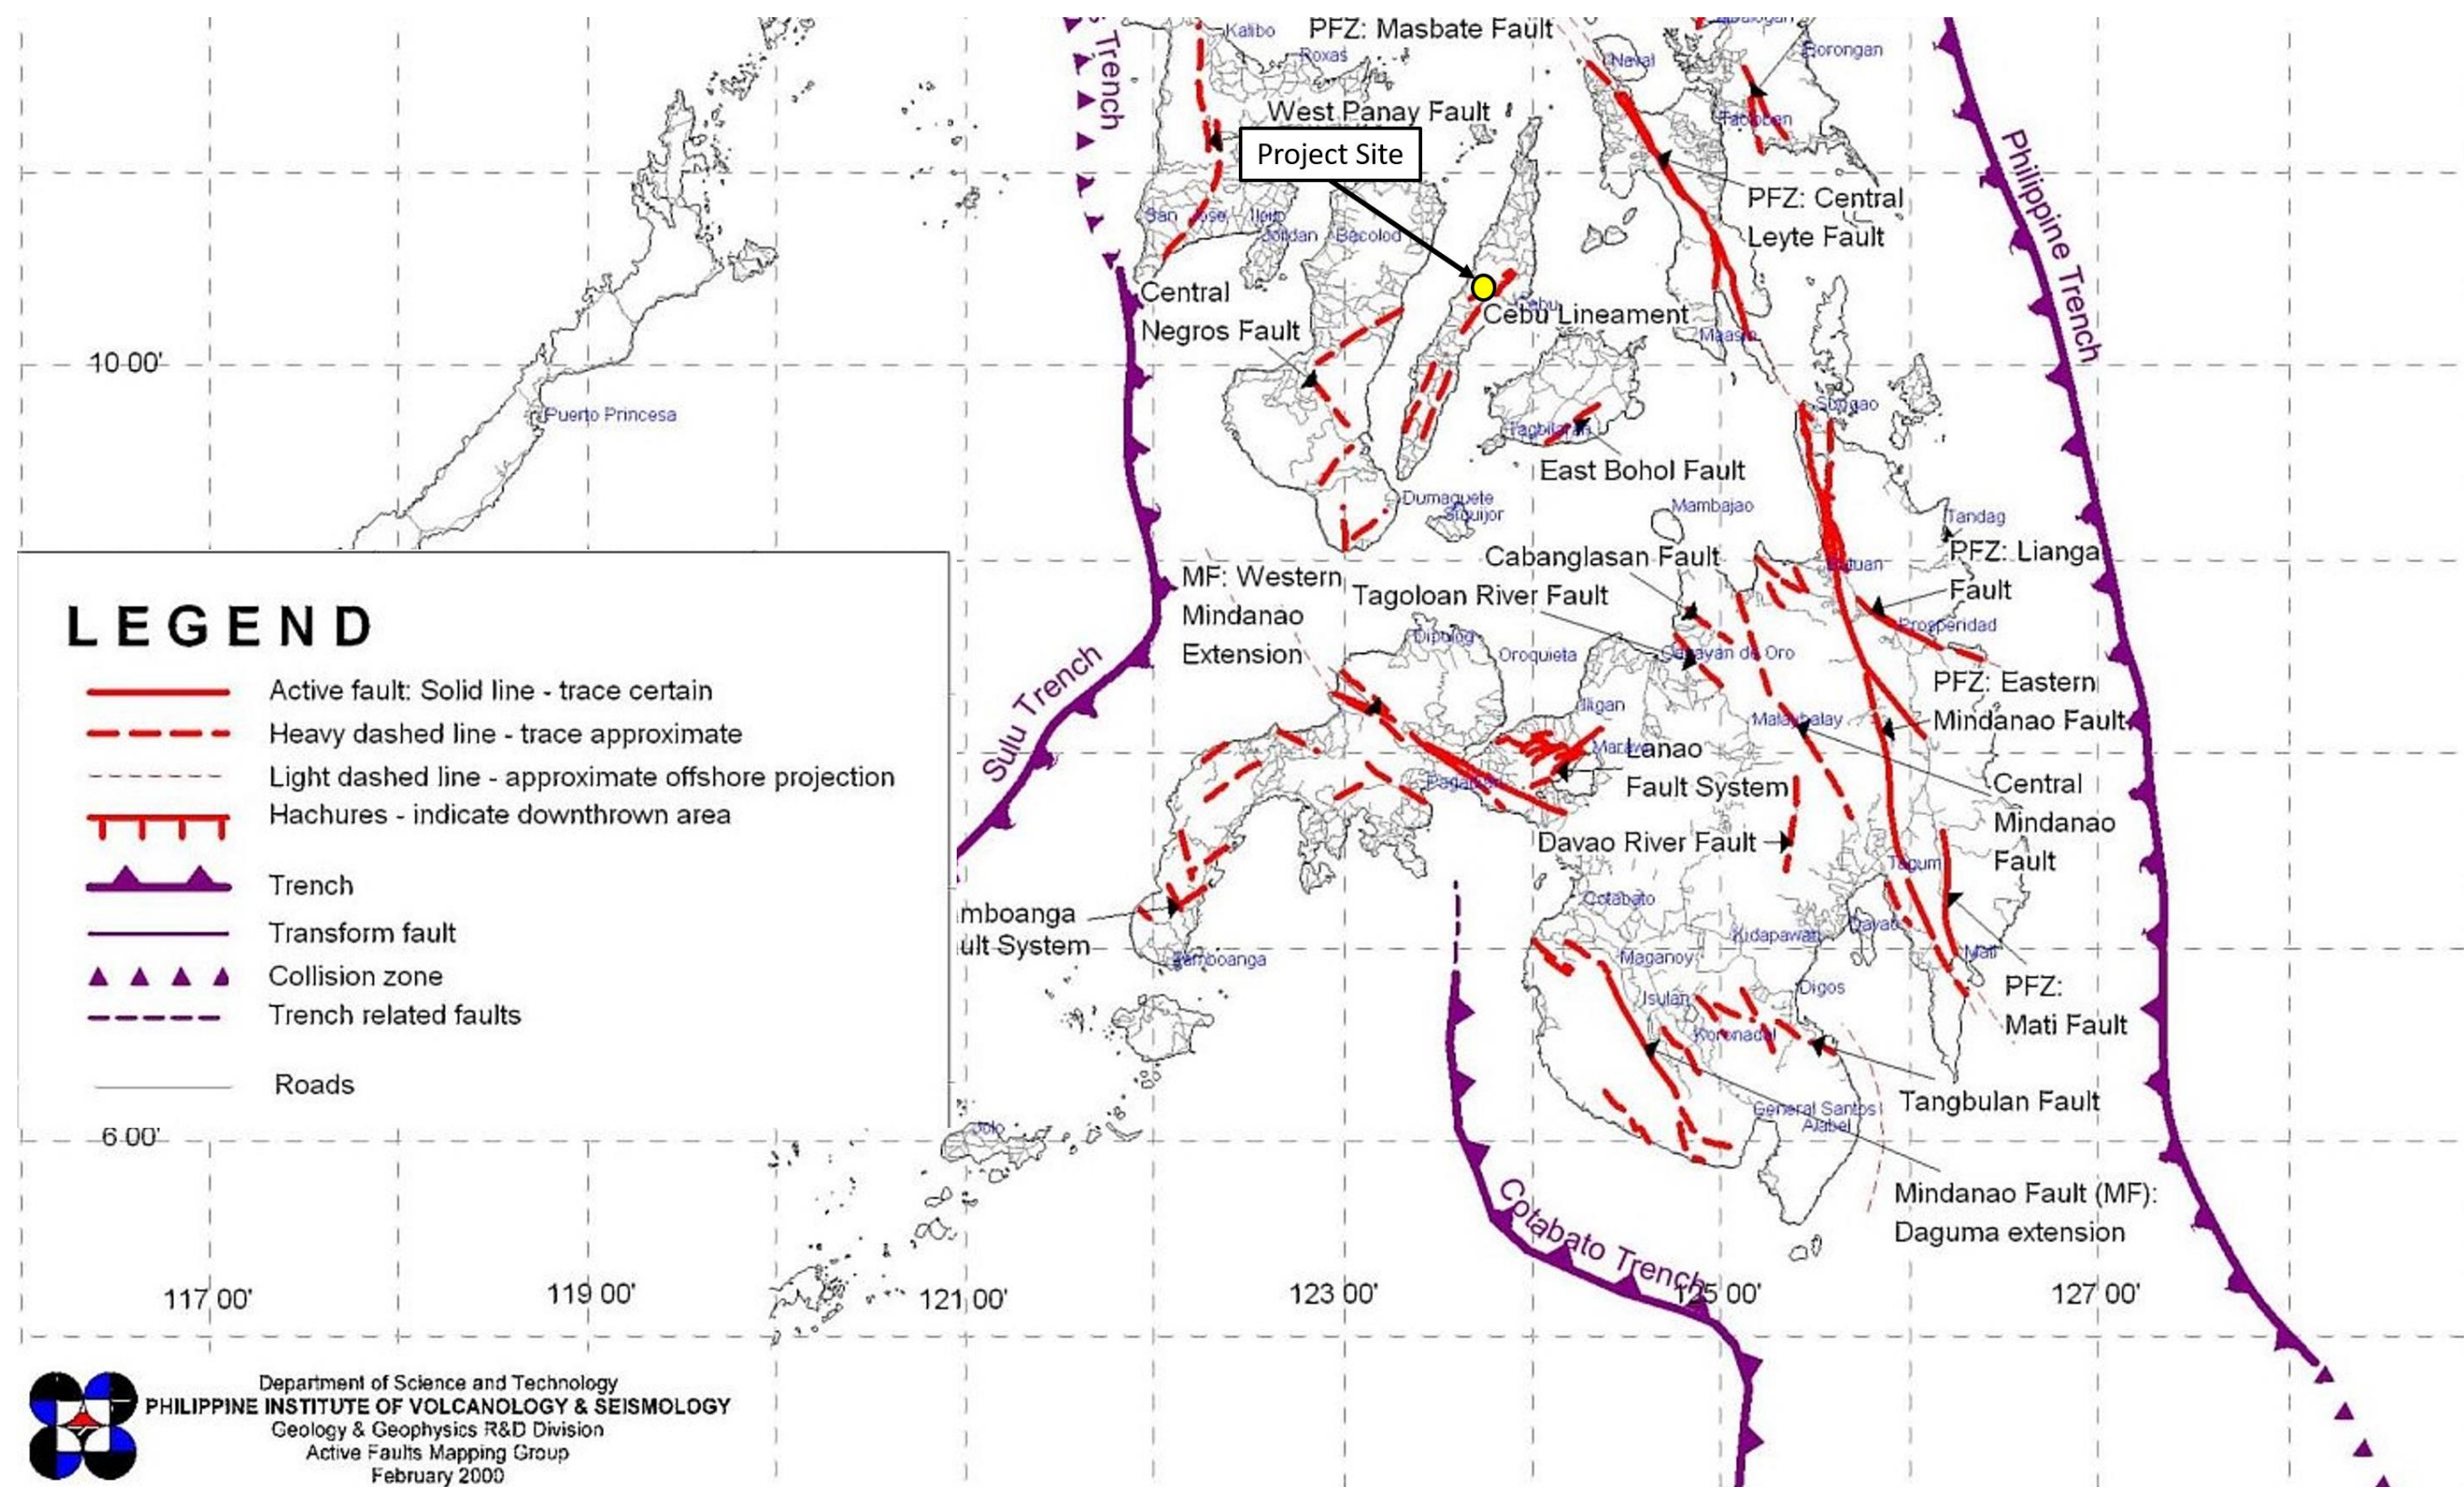 Trench
Kalibo
PFZ: Masbate Fault
Roxas
Naval
Borongan
West Panay Fault
Tacloban
Project Site
Philippine Trench
San Jose
Iloilo
Jordan
Bacolod
PFZ: Central
Leyte Fault
Central
Negros Fault
Cebu
Cebu Lineament
Maasin
10 00'
Puerto Princesa
Surigao
Tagbilaran
East Bohol Fault
Dumaguete
Siquijor
Mambajao
Tandag
Cabanglasan Fault
PFZ: Lianga
Fault
Butuan
MF: Western
Mindanao
Extension
Tagoloan River Fault
Prosperidad
Dipolog
Oroquieta
Cagayan de Oro
Sulu Trench
PFZ: Eastern
Mindanao Fault
Iligan
Malaybalay
Marawi
Lanao
Fault System
Pagadian
Central
Mindanao
Fault
Davao River Fault
Tagum
LEGEND
Active fault: Solid line - trace certain
Heavy dashed line - trace approximate
Light dashed line - approximate offshore projection
Hachures - indicate downthrown area
Trench
Transform fault
Collision zone
Trench related faults
Roads
mboanga
ult System
Zamboanga
Cotabato
Kidapawan
Davao
Mati
Maganoy
Isulan
Digos
PFZ:
Mati Fault
Koronadal
Tangbulan Fault
General Santos
Alabel
6 00'
Jolo
Mindanao Fault (MF):
Daguma extension
Cotabato Trench
117 00'
119 00'
121 00'
123 00'
125 00'
127 00'
Department of Science and Technology
PHILIPPINE INSTITUTE OF VOLCANOLOGY & SEISMOLOGY
Geology & Geophysics R&D Division
Active Faults Mapping Group
February 2000